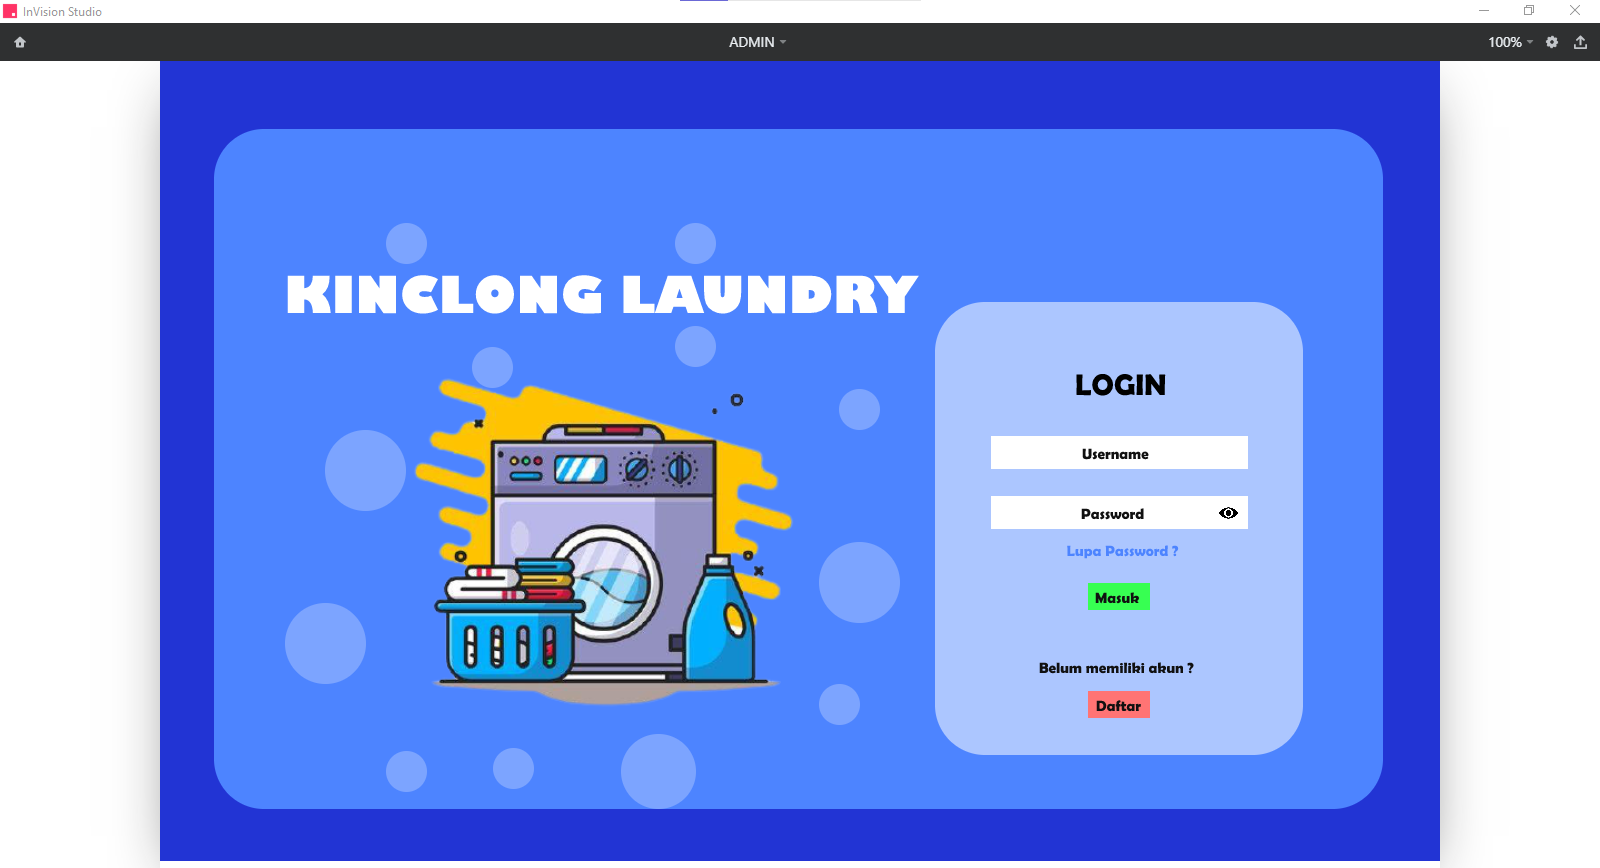 InVision Studio
ADMIN
100%
KINCLONG LAUNDRY
LOGIN
Username
Password
Lupa Password ?
Masuk
Belum memiliki akun ?
Daftar